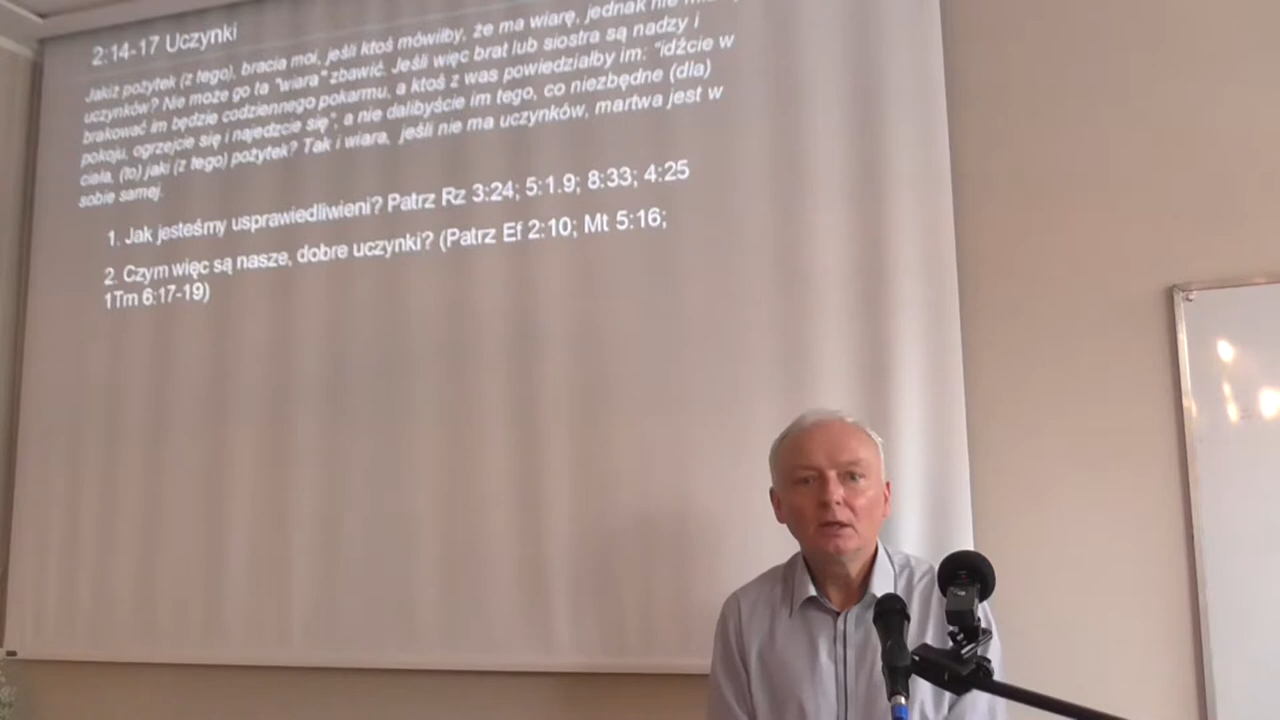 2:14-17 Uczynki
Jakiż pożytek (z tego), bracia moi, jeśli ktoś mówiłby, że ma wiarę, jednak nie
uczynków? Nie może go ta "wiara" zbawić. Jeśli więc brat lub siostra są nadzy i
brakować im będzie codziennego pokarmu, a ktoś z was powiedziałby im: "idźcie w
pokoju, ogrzejcie się i najedzcie się", a nie dalibyście im tego, co niezbędne (dla)
ciała, (to) jaki (z tego) pożytek? Tak i wiara, jeśli nie ma uczynków, martwa jest w
sobie samej.
1. Jak jesteśmy usprawiedliwieni? Patrz Rz 3:24; 5:1.9; 8:33; 4:25
2. Czym więc są nasze, dobre uczynki? (Patrz Ef 2:10; Mt 5:16;
1Tm 6:17-19)